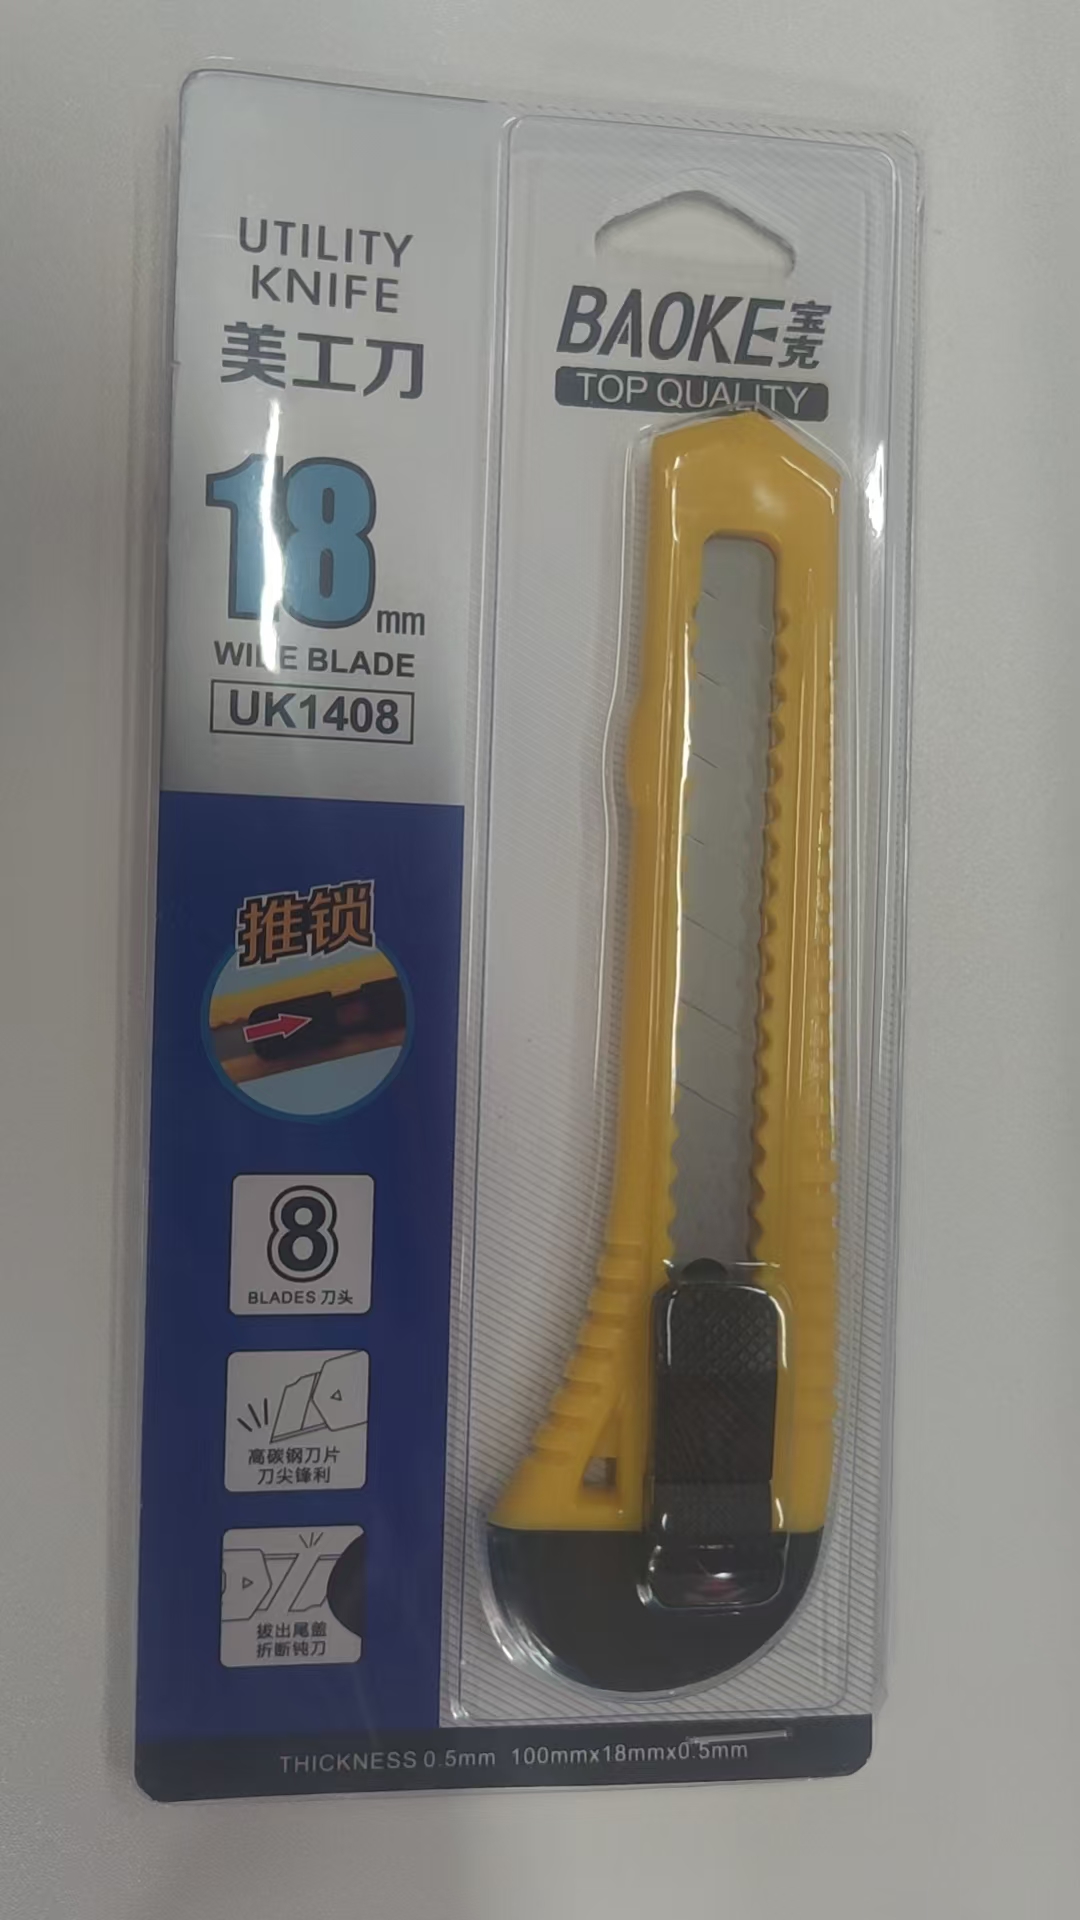 UTILITY
KNIFE
美工刀
18mm
WIDE BLADE
UK1408
推锁
8
BLADES 刀头
高碳钢刀片
刀尖锋利
拔出尾盖
折断钝刀
BAOKE宝克
TOP QUALITY
THICKNESS 0.5mm 100mmx18mmx0.5mm